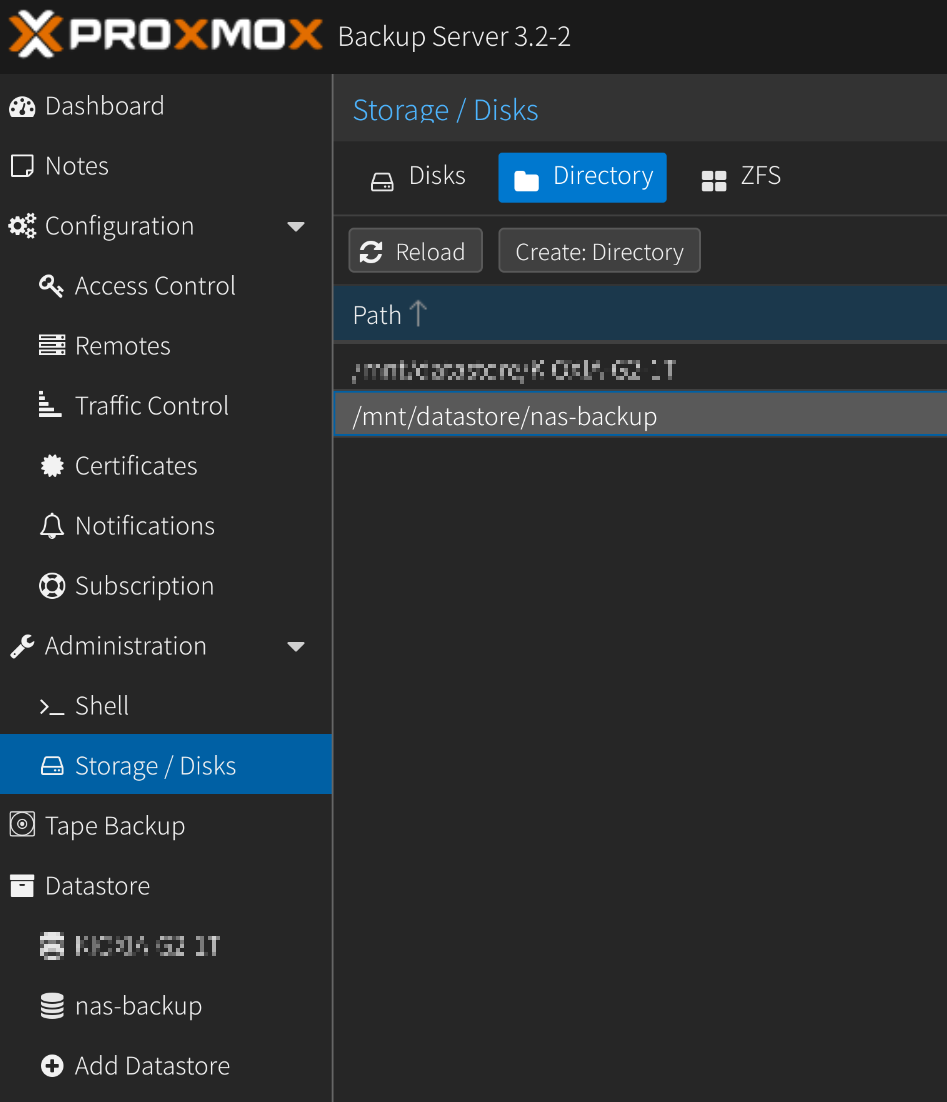 PROXMOX Backup Server 3.2-2
Dashboard
Notes
Configuration
Access Control
Remotes
Traffic Control
Certificates
Notifications
Subscription
Administration
Shell
Storage / Disks
Tape Backup
Datastore
nas-backup
Add Datastore
Storage / Disks
Disks Directory ZFS
Reload Create: Directory
Path
/mnt/datastore/nas-backup